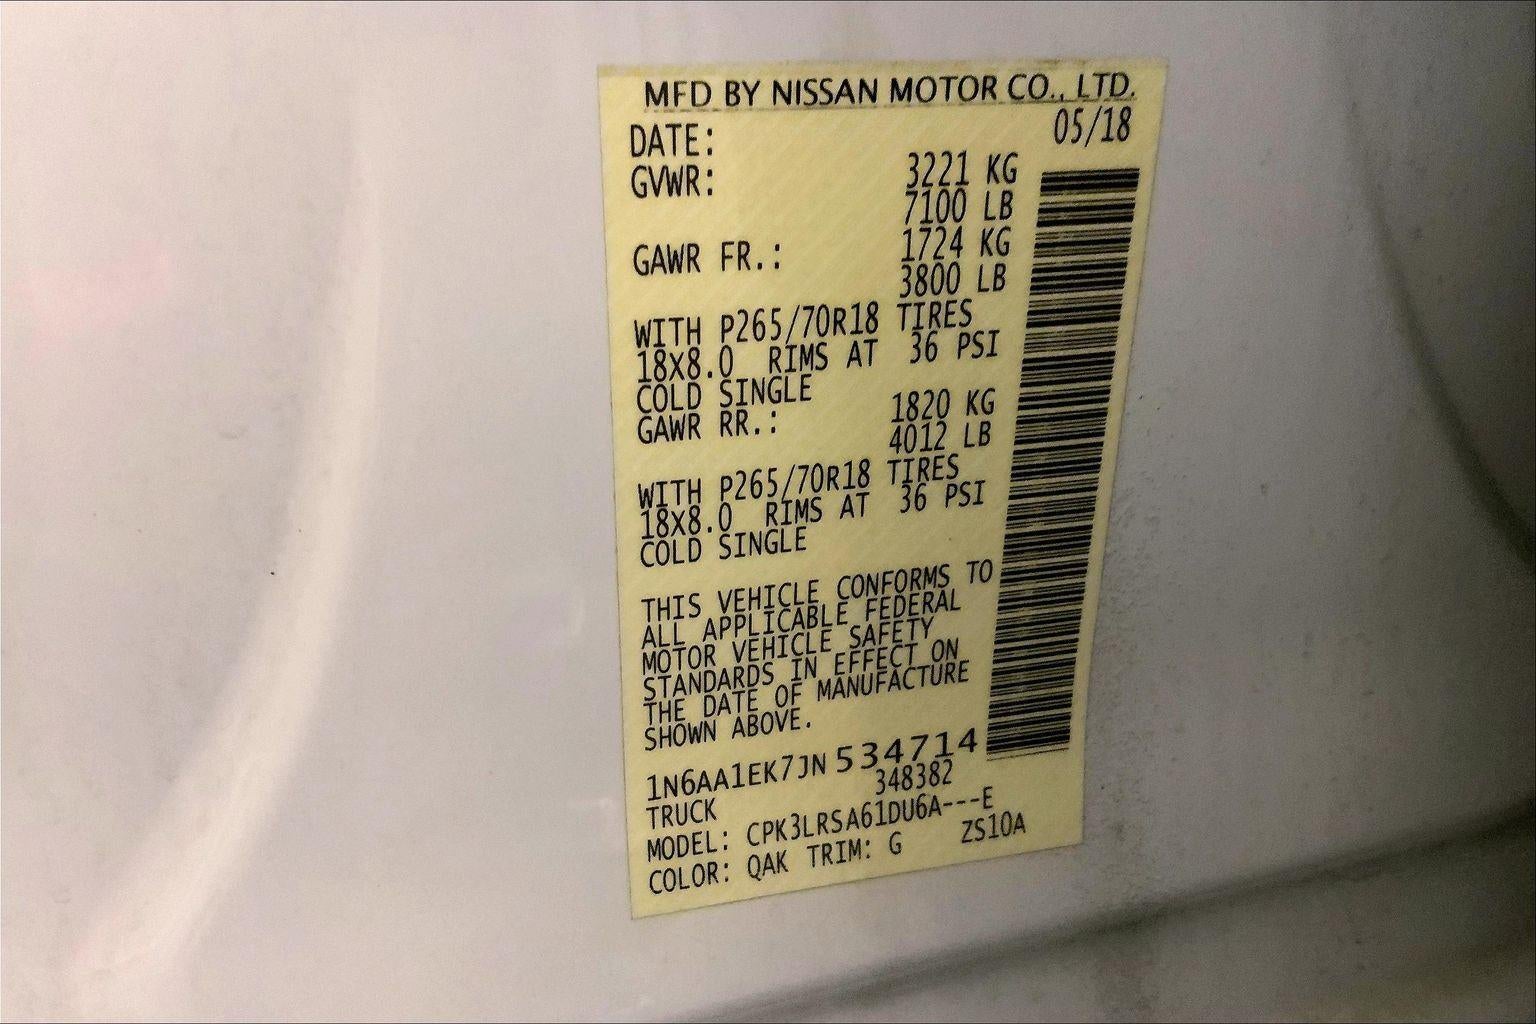 MFD BY NISSAN MOTOR CO., LTD.
DATE: 05/18
GVWR: 3221 KG
7100 LB
GAWR FR.: 1724 KG
3800 LB
WITH P265/70R18 TIRES
18X8.0 RIMS AT 36 PSI
COLD SINGLE
GAWR RR.: 1820 KG
4012 LB
WITH P265/70R18 TIRES
18X8.0 RIMS AT 36 PSI
COLD SINGLE
THIS VEHICLE CONFORMS TO
ALL APPLICABLE FEDERAL
MOTOR VEHICLE SAFETY
STANDARDS IN EFFECT ON
THE DATE OF MANUFACTURE
SHOWN ABOVE.
1N6AA1EK7JN534714
TRUCK 348382
MODEL: CPK3LRSA61DU6A---E
COLOR: QAK TRIM: G ZS10A